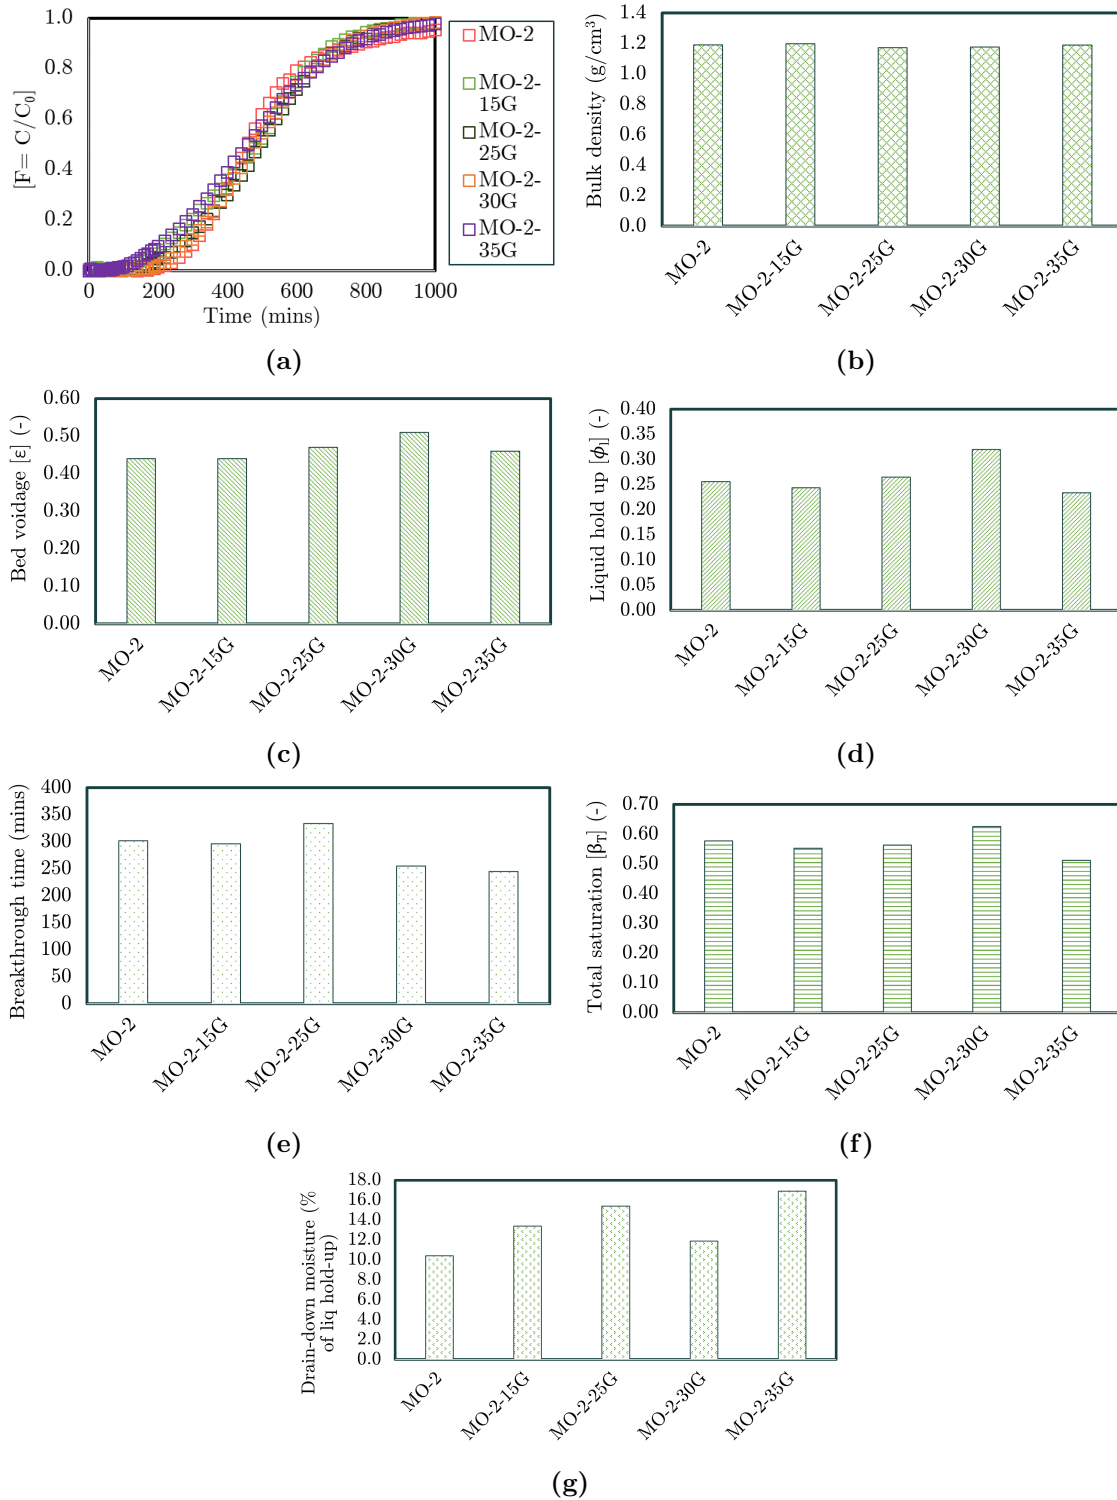 1.0
0.8
0.6
0.4
0.2
0.0
[F= C/C₀]
0 200 400 600 800 1000
Time (mins)
MO-2
MO-2-
15G
MO-2-
25G
MO-2-
30G
MO-2-
35G
(a)
1.4
1.2
1.0
0.8
0.6
0.4
0.2
0.0
Bulk density (g/cm³)
MO-2 MO-2-15G MO-2-25G MO-2-30G MO-2-35G
(b)
0.60
0.50
0.40
0.30
0.20
0.10
0.00
Bed voidage [ε] (-)
MO-2 MO-2-15G MO-2-25G MO-2-30G MO-2-35G
(c)
0.40
0.35
0.30
0.25
0.20
0.15
0.10
0.05
0.00
Liquid hold up [ϕₗ] (-)
MO-2 MO-2-15G MO-2-25G MO-2-30G MO-2-35G
(d)
400
350
300
250
200
150
100
50
0
Breakthrough time (mins)
MO-2 MO-2-15G MO-2-25G MO-2-30G MO-2-35G
(e)
0.70
0.60
0.50
0.40
0.30
0.20
0.10
0.00
Total saturation [β_T] (-)
MO-2 MO-2-15G MO-2-25G MO-2-30G MO-2-35G
(f)
18.0
16.0
14.0
12.0
10.0
8.0
6.0
4.0
2.0
0.0
Drain-down moisture (%
of liq hold-up)
MO-2 MO-2-15G MO-2-25G MO-2-30G MO-2-35G
(g)